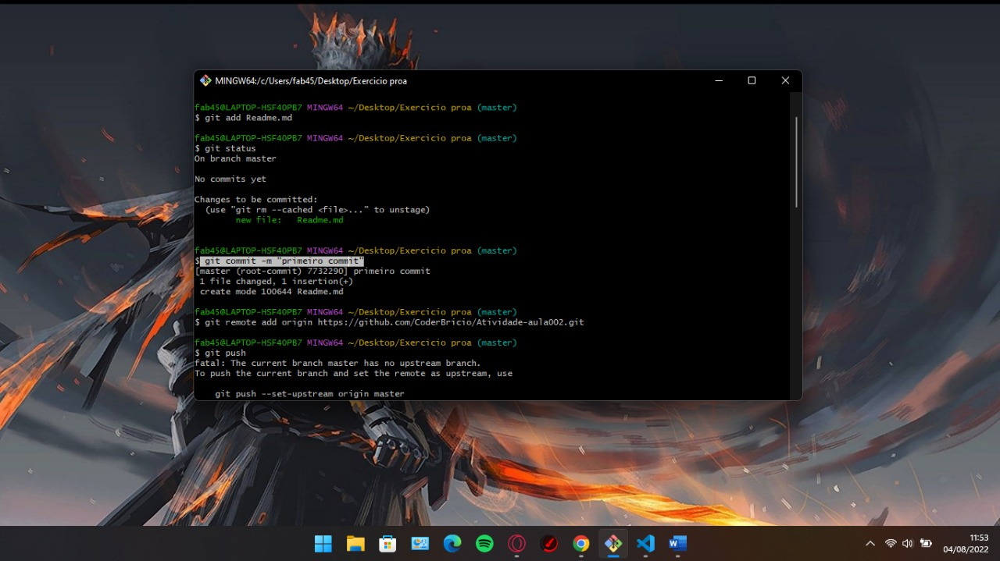 MINGW64:/c/Users/fab45/Desktop/Exercicio proa
fab45@LAPTOP-HSF4OPB7 MINGW64 ~/Desktop/Exercicio proa (master)
$ git add Readme.md
fab45@LAPTOP-HSF4OPB7 MINGW64 ~/Desktop/Exercicio proa (master)
$ git status
On branch master
No commits yet
Changes to be committed:
(use "git rm --cached <file>..." to unstage)
new file: Readme.md
fab45@LAPTOP-HSF4OPB7 MINGW64 ~/Desktop/Exercicio proa (master)
$ git commit -m "primeiro commit"
[master (root-commit) 7732290] primeiro commit
1 file changed, 1 insertion(+)
create mode 100644 Readme.md
fab45@LAPTOP-HSF4OPB7 MINGW64 ~/Desktop/Exercicio proa (master)
$ git remote add origin https://github.com/CoderBricio/Atividade-aula002.git
fab45@LAPTOP-HSF4OPB7 MINGW64 ~/Desktop/Exercicio proa (master)
$ git push
fatal: The current branch master has no upstream branch.
To push the current branch and set the remote as upstream, use
git push --set-upstream origin master
W
11:53
04/08/2022